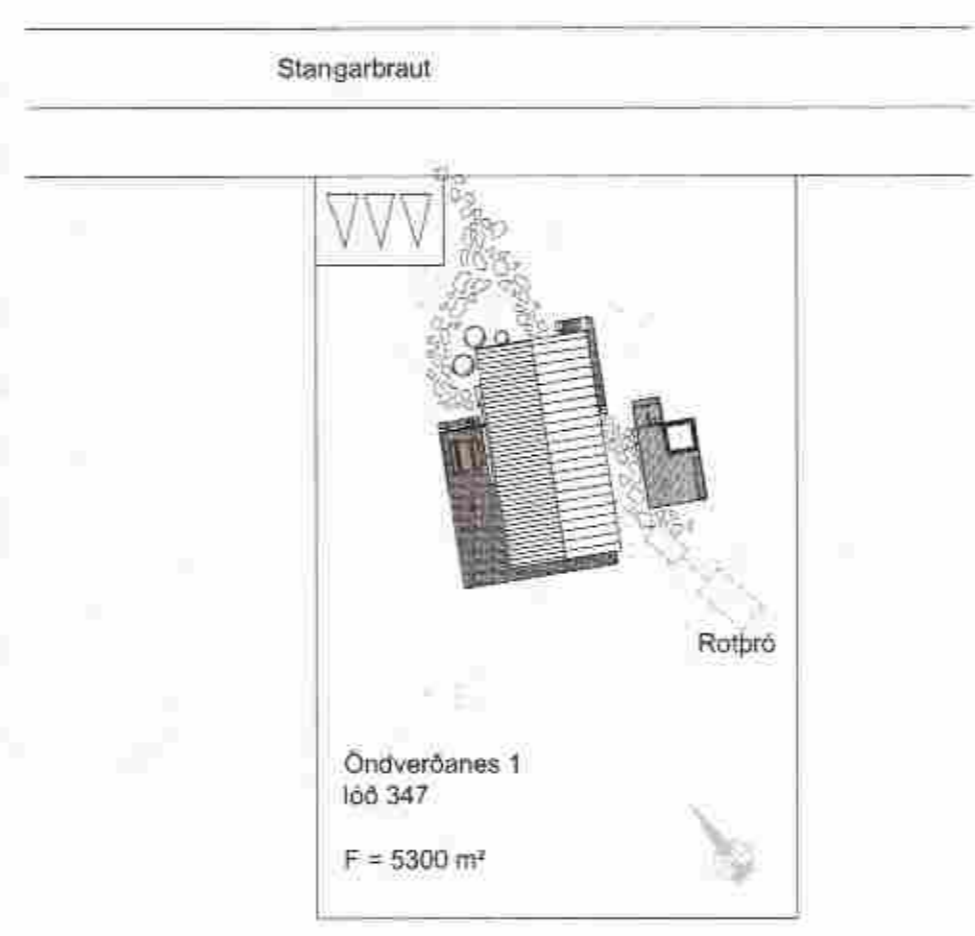 Stangarbraut
Rotþró
Öndverðanes 1
lóð 347
F = 5300 m²